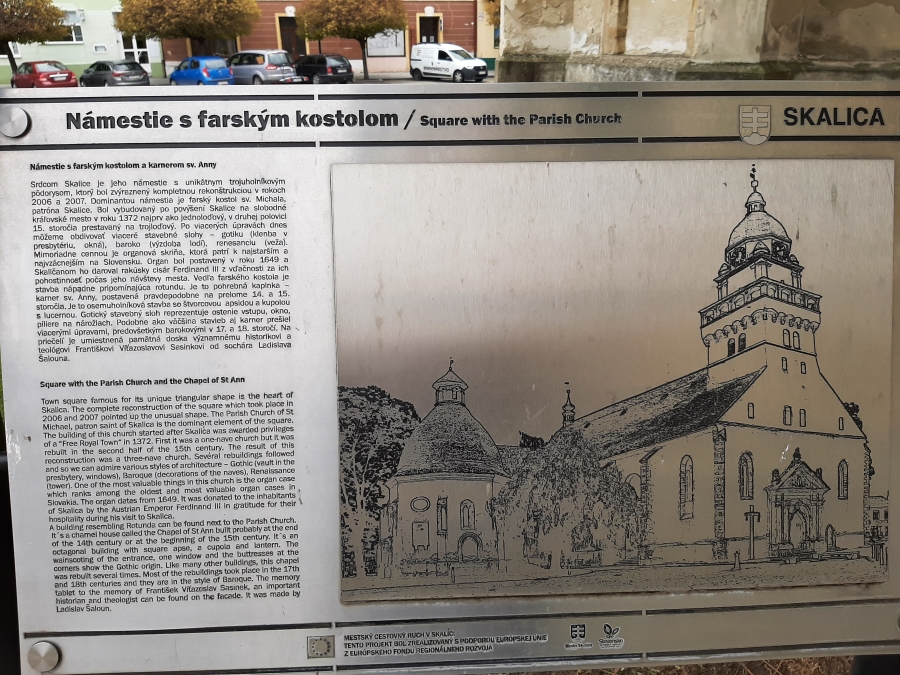 Námestie s farským kostolom / Square with the Parish Church
SKALICA
Námestie s farským kostolom a karnerom sv. Anny
Srdcom Skalice je jeho námestie s unikátnym trojuholníkovým
pôdorysom, ktorý bol zvýraznený kompletnou rekonštrukciou v rokoch
2006 a 2007. Dominantou námestia je farský kostol sv. Michala,
patróna Skalice. Bol vybudovaný po povýšení Skalice na slobodné
kráľovské mesto v roku 1372 najprv ako jednoloďový, v druhej polovici
15. storočia prestavaný na trojloďový. Po viacerých úpravách dnes
môžeme obdivovať viaceré stavebné slohy – gotiku (klenba v
presbytériu, okná), baroko (výzdoba lodí), renesanciu (veža).
Mimoriadne cennou je organová skriňa, ktorá patrí k najstarším a
najvzácnejším na Slovensku. Organ bol postavený v roku 1649 a
Skaličanom ho daroval rakúsky cisár Ferdinand III z vďačnosti za ich
pohostinnosť počas jeho návštevy mesta. Vedľa farského kostola je
stavba nápadne pripomínajúca rotundu. Je to pohrebná kaplnka –
karner sv. Anny, postavená pravdepodobne na prelome 14. a 15.
storočia. Je to osemuholníková stavba so štvorcovou apsidou a kupolou
s lucernou. Gotický stavebný sloh reprezentuje ostenie vstupu, okno,
piliere na nárožiach. Podobne ako väčšina stavieb aj karner prešiel
viacerými úpravami, predovšetkým barokovými v 17. a 18. storočí. Na
priečelí je umiestnená pamätná doska významnému historikovi a
teológovi Františkovi Víťazoslavovi Sasinkovi od sochára Ladislava
Šalouna.
Square with the Parish Church and the Chapel of St Ann
Town square famous for its unique triangular shape is the heart of
Skalica. The complete reconstruction of the square which took place in
2006 and 2007 pointed up the unusual shape. The Parish Church of St
Michael, patron saint of Skalica is the dominant element of the square.
The building of this church started after Skalica was awarded privileges
of a "Free Royal Town" in 1372. First it was a one-nave church but it was
rebuilt in the second half of the 15th century. The result of this
reconstruction was a three-nave church. Several rebuildings followed
and so we can admire various styles of architecture – Gothic (vault in the
presbytery, windows), Baroque (decorations of the naves), Renaissance
(tower). One of the most valuable things in this church is the organ case
which ranks among the oldest and most valuable organ cases in
Slovakia. The organ dates from 1649. It was donated to the inhabitants
of Skalica by the Austrian Emperor Ferdinand III in gratitude for their
hospitality during his visit to Skalica.
A building resembling Rotunda can be found next to the Parish Church.
It´s a charnel house called the Chapel of St Ann built probably at the end
of the 14th century or at the beginning of the 15th century. It´s an
octagonal building with square apse, a cupola and lantern. The
wainscoting of the entrance, one window and the buttresses at the
corners show the Gothic origin. Like many other buildings, this chapel
was rebuilt several times. Most of the rebuildings took place in the 17th
and 18th centuries and they are in the style of Baroque. The memory
tablet to the memory of František Víťazoslav Sasinek, an important
historian and theologist can be found on the facade. It was made by
Ladislav Šaloun.
MESTSKÝ CESTOVNÝ RUCH V SKALICI
TENTO PROJEKT BOL ZREALIZOVANÝ S PODPOROU EURÓPSKEJ ÚNIE
Z EURÓPSKEHO FONDU REGIONÁLNEHO ROZVOJA